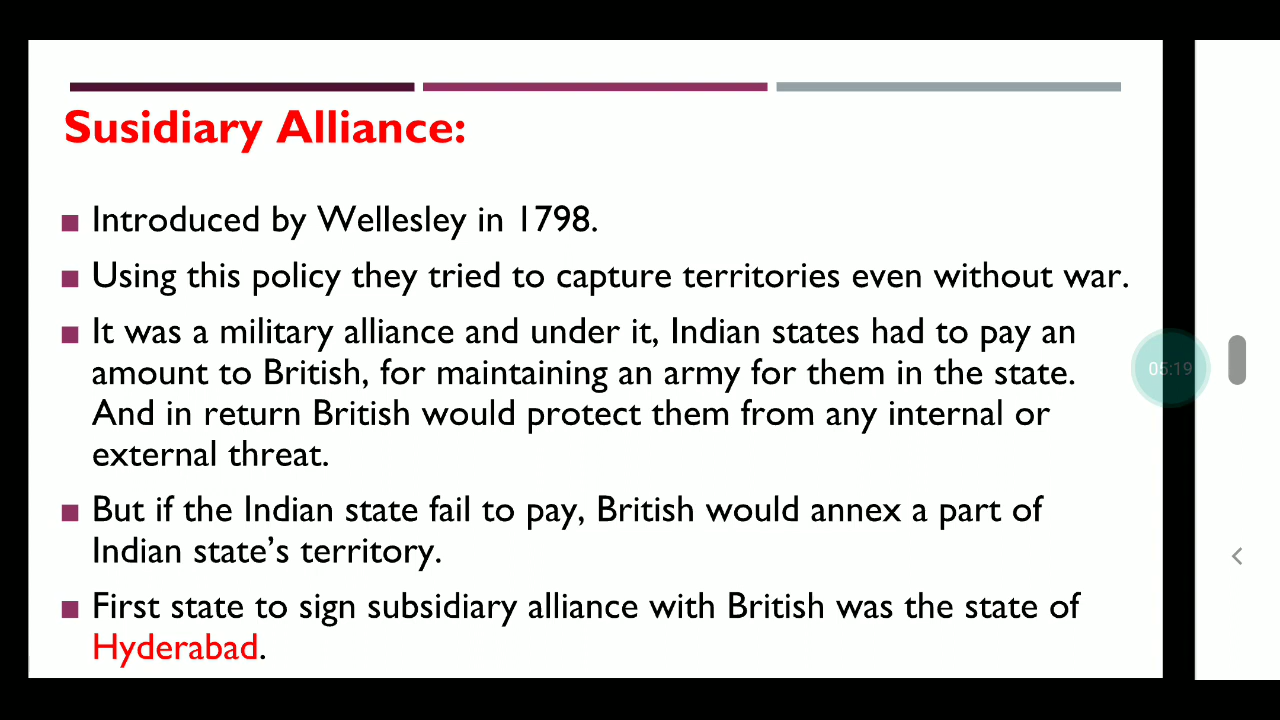 Susidiary Alliance:
■ Introduced by Wellesley in 1798.
■ Using this policy they tried to capture territories even without war.
■ It was a military alliance and under it, Indian states had to pay an
amount to British, for maintaining an army for them in the state.
And in return British would protect them from any internal or
external threat.
■ But if the Indian state fail to pay, British would annex a part of
Indian state’s territory.
■ First state to sign subsidiary alliance with British was the state of
Hyderabad.
05:19